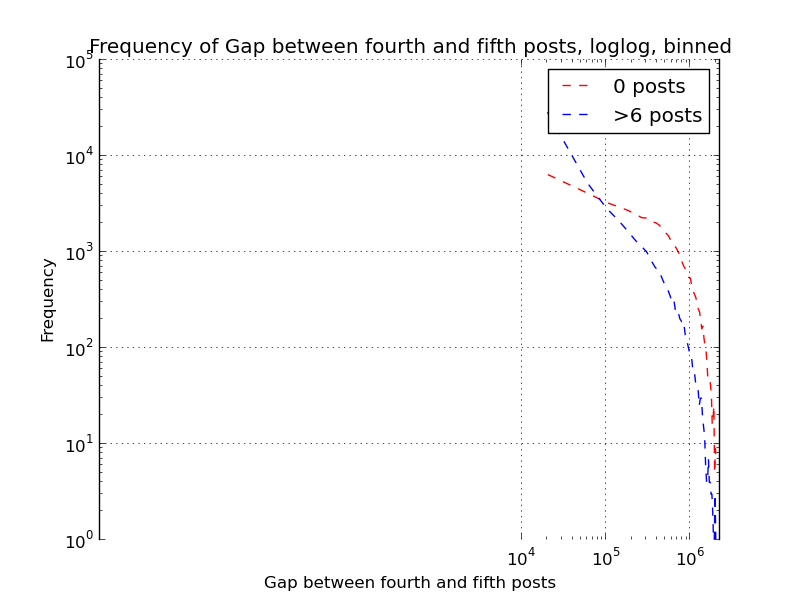 Frequency of Gap between fourth and fifth posts, loglog, binned
0 posts
>6 posts
10^5
10^4
10^3
10^2
10^1
10^0
Frequency
10^4 10^5 10^6
Gap between fourth and fifth posts